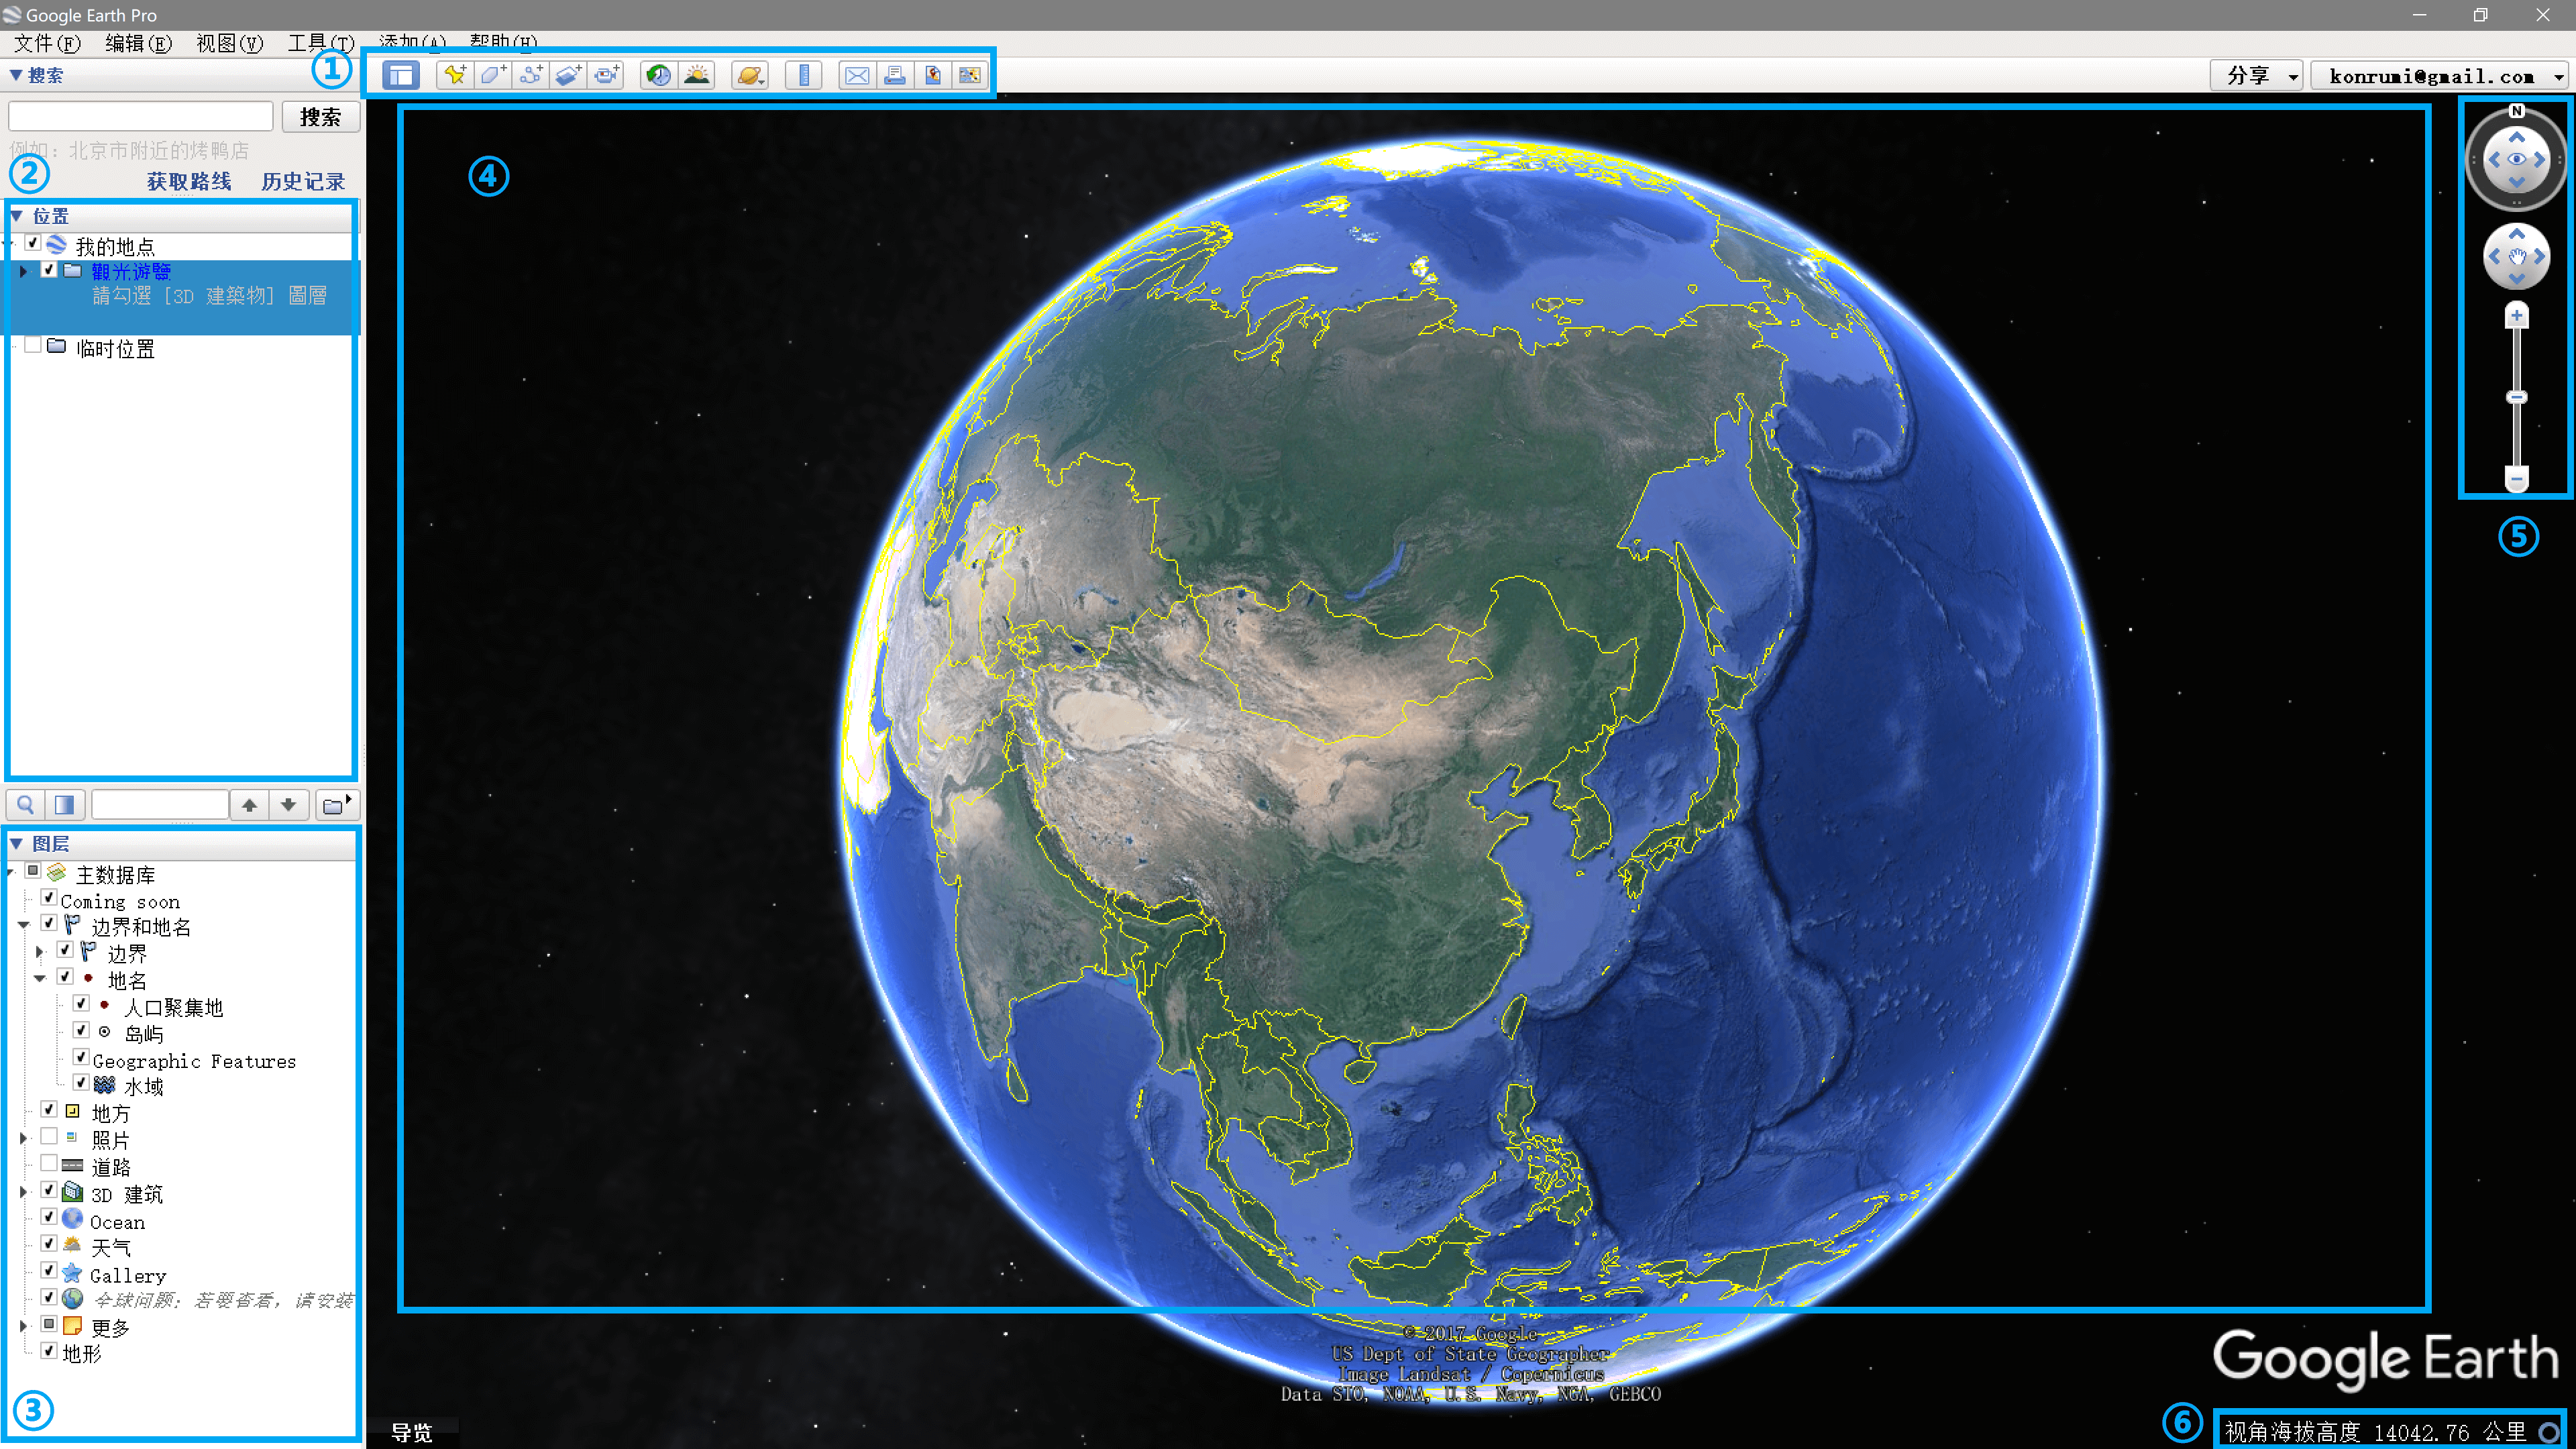 Google Earth Pro
文件(F) 编辑(E) 视图(V) 工具(T) 添加(A) 帮助(H)
①
分享 konrumi@gmail.com
搜索
搜索
例如: 北京市附近的烤鸭店
②
获取路线 历史记录
④
N
位置
我的地点
觀光遊覽
請勾選 [3D 建築物] 圖層
临时位置
⑤
图层
主数据库
Coming soon
边界和地名
边界
地名
人口聚集地
岛屿
Geographic Features
水域
地方
照片
道路
3D 建筑
Ocean
天气
Gallery
全球问题: 若要查看, 请安装
更多
地形
③
© 2017 Google
US Dept of State Geographer
Image Landsat / Copernicus
Data SIO, NOAA, U.S. Navy, NGA, GEBCO
Google Earth
导览
⑥
视角海拔高度 14042.76 公里